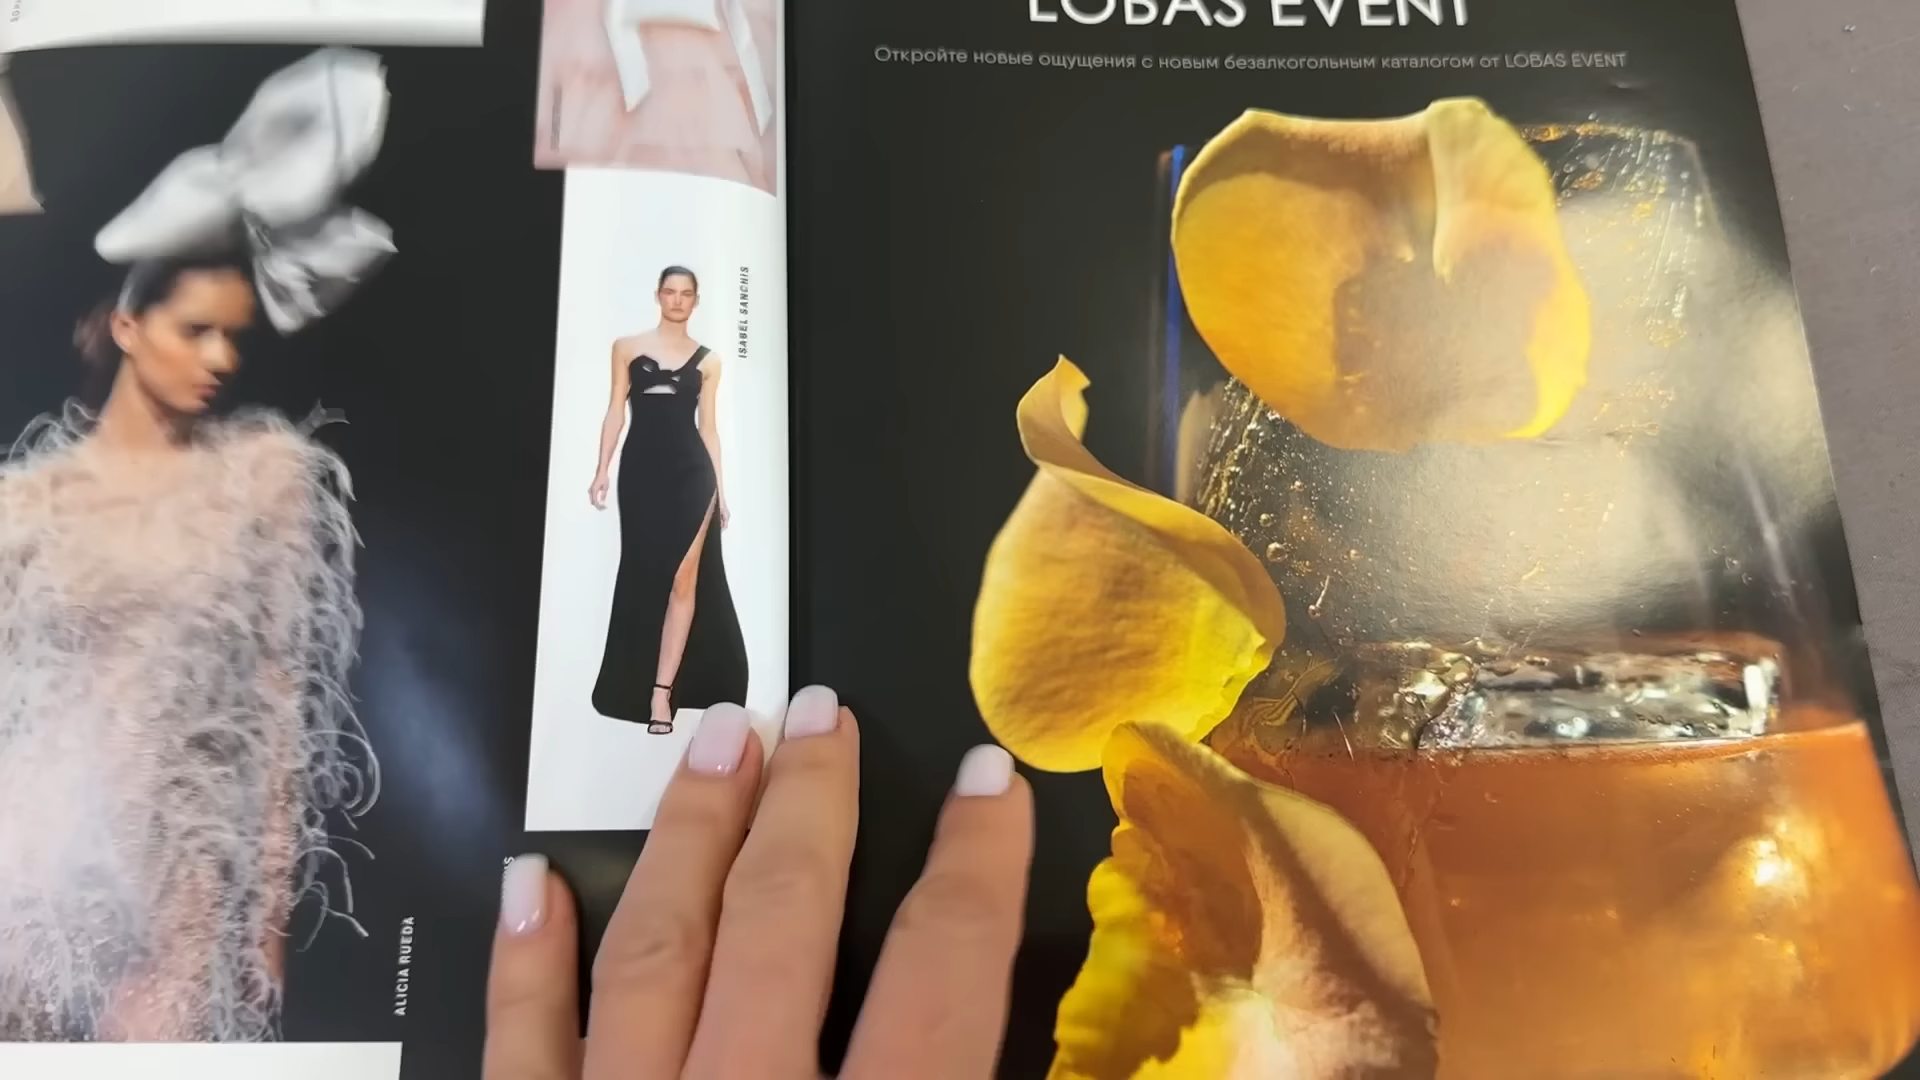 ISABEL SANCHIS
ALICIA RUEDA
LOBAS EVENT
Откройте новые ощущения с новым безалкогольным каталогом от LOBAS EVENT